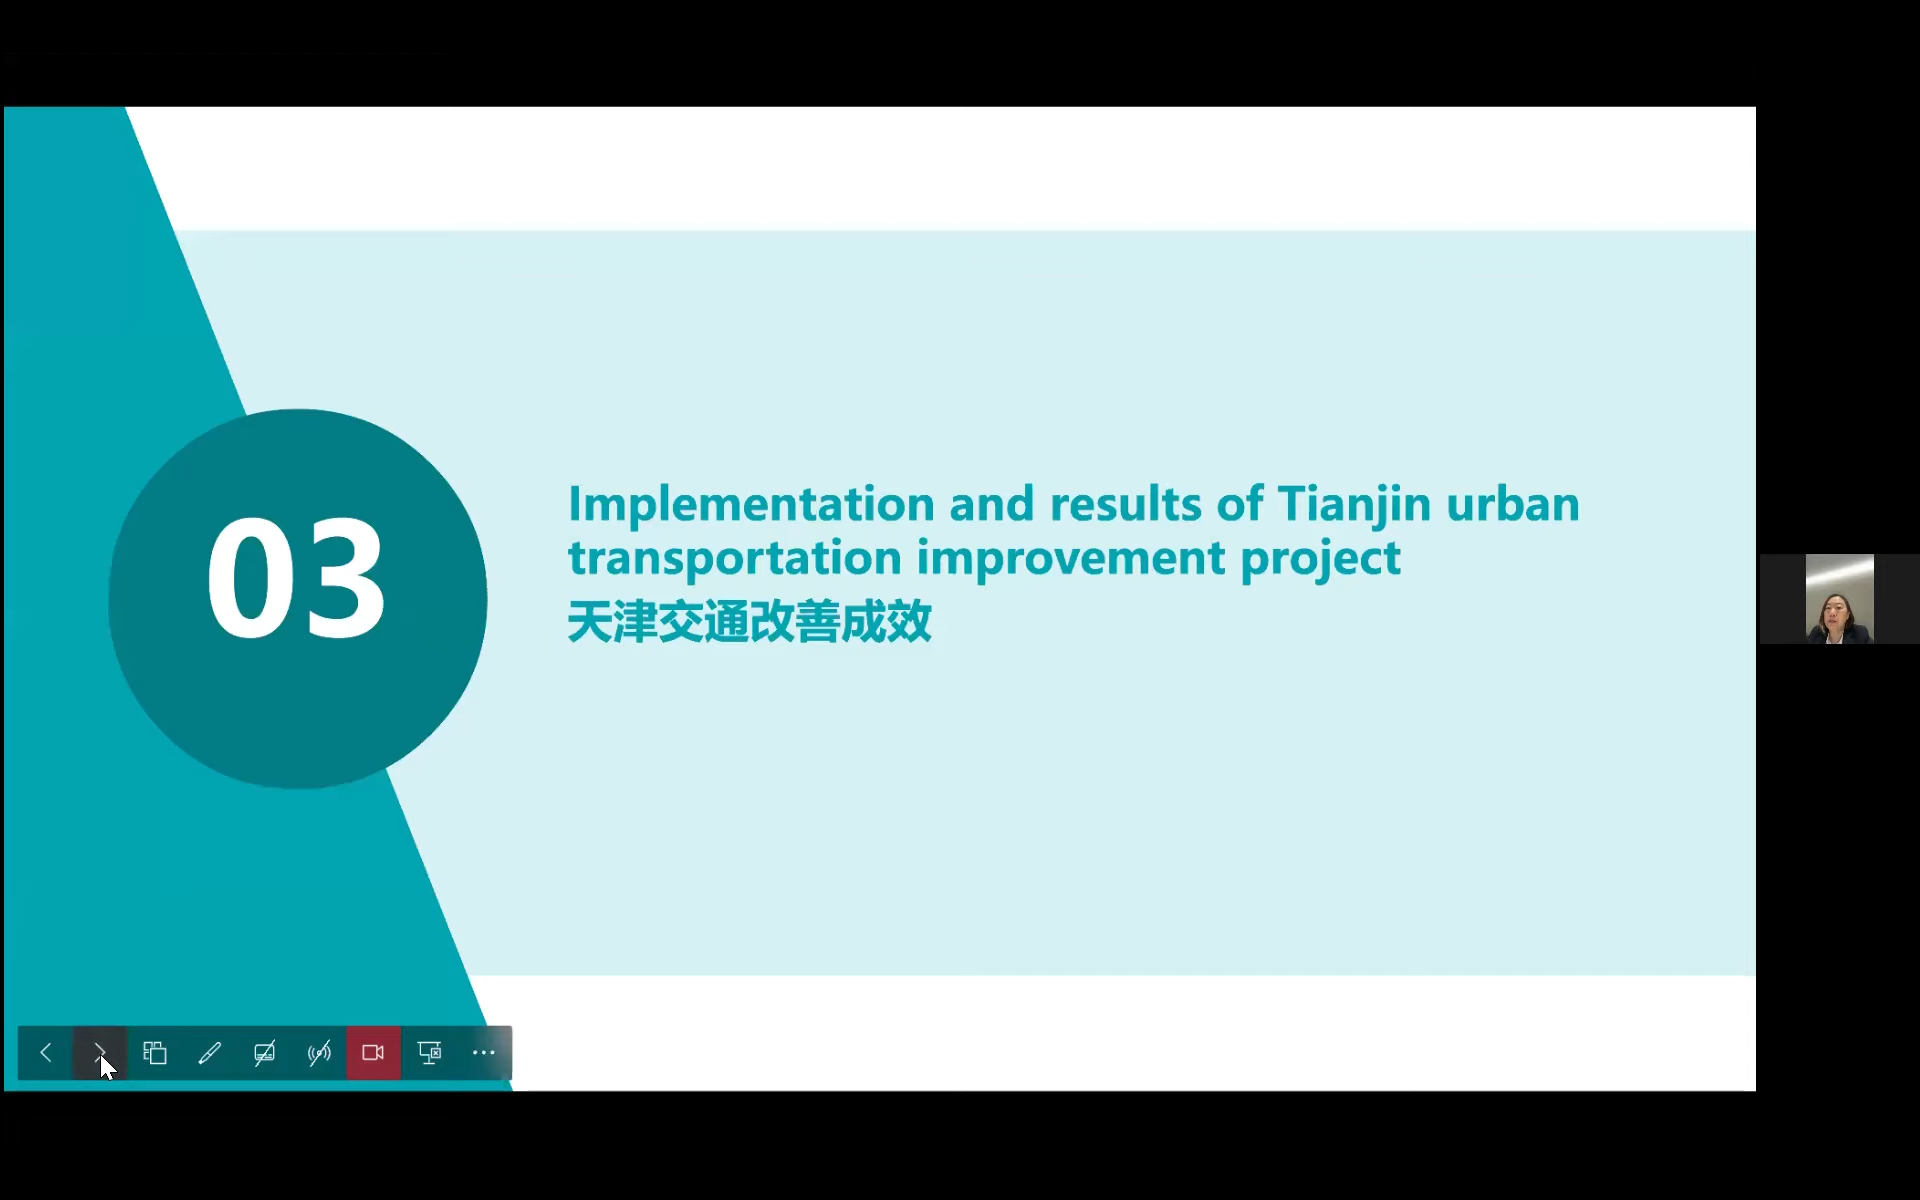 03
Implementation and results of Tianjin urban
transportation improvement project
天津交通改善成效